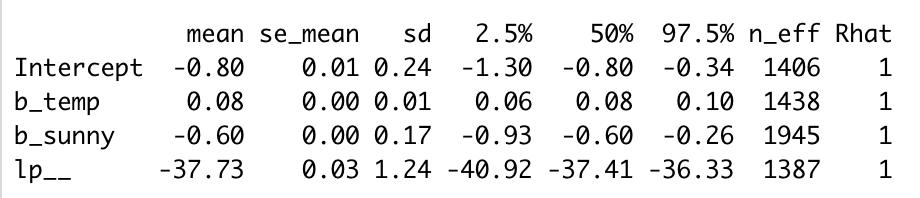 mean se_mean sd 2.5% 50% 97.5% n_eff Rhat
Intercept -0.80 0.01 0.24 -1.30 -0.80 -0.34 1406 1
b_temp 0.08 0.00 0.01 0.06 0.08 0.10 1438 1
b_sunny -0.60 0.00 0.17 -0.93 -0.60 -0.26 1945 1
lp__ -37.73 0.03 1.24 -40.92 -37.41 -36.33 1387 1